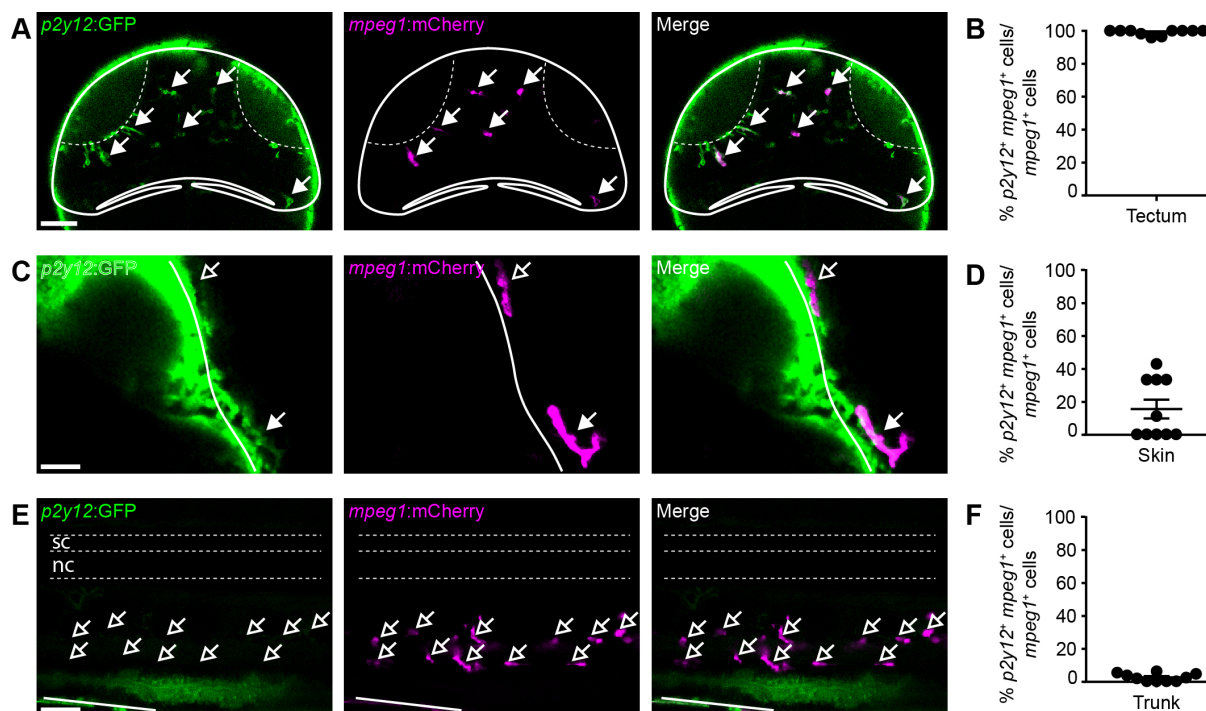 A
p2y12:GFP
mpeg1:mCherry
Merge
B
% p2y12⁺ mpeg1⁺ cells/
mpeg1⁺ cells
100
80
60
40
20
0
Tectum
C
p2y12:GFP
mpeg1:mCherry
Merge
D
% p2y12⁺ mpeg1⁺ cells/
mpeg1⁺ cells
100
80
60
40
20
0
Skin
E
p2y12:GFP
mpeg1:mCherry
Merge
sc
nc
F
% p2y12⁺ mpeg1⁺ cells/
mpeg1⁺ cells
100
80
60
40
20
0
Trunk